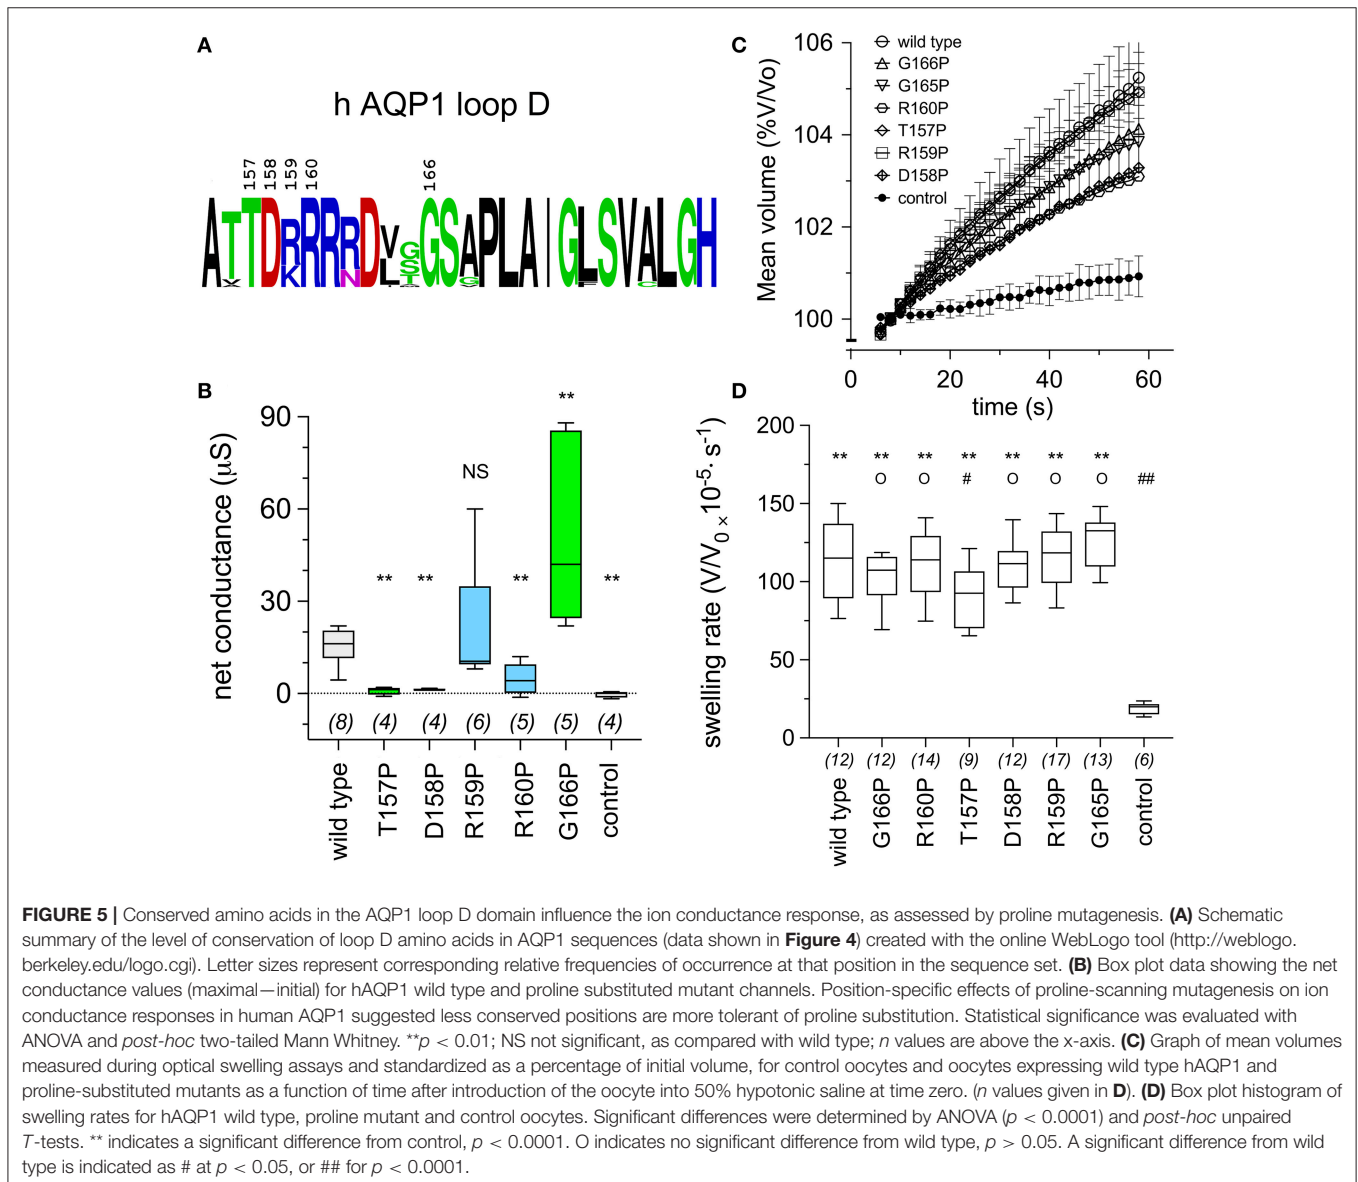 A
h AQP1 loop D
157
158
159
160
166
ATTDRRRRDVGGSAPLAIGLSVALGH
B
net conductance (µS)
90
60
30
0
**
**
NS
**
**
**
(8)
(4)
(4)
(6)
(5)
(5)
(4)
wild type
T157P
D158P
R159P
R160P
G166P
control
C
Mean volume (%V/Vo)
106
104
102
100
wild type
G166P
G165P
R160P
T157P
R159P
D158P
control
0
20
40
60
time (s)
D
swelling rate (V/V0 × 10-5· s-1)
200
150
100
50
0
** ** ** ** ** ** **
O O # O O O ##
(12) (12) (14) (9) (12) (17) (13) (6)
wild type
G166P
R160P
T157P
D158P
R159P
G165P
control
FIGURE 5 | Conserved amino acids in the AQP1 loop D domain influence the ion conductance response, as assessed by proline mutagenesis. (A) Schematic
summary of the level of conservation of loop D amino acids in AQP1 sequences (data shown in Figure 4) created with the online WebLogo tool (http://weblogo.
berkeley.edu/logo.cgi). Letter sizes represent corresponding relative frequencies of occurrence at that position in the sequence set. (B) Box plot data showing the net
conductance values (maximal—initial) for hAQP1 wild type and proline substituted mutant channels. Position-specific effects of proline-scanning mutagenesis on ion
conductance responses in human AQP1 suggested less conserved positions are more tolerant of proline substitution. Statistical significance was evaluated with
ANOVA and post-hoc two-tailed Mann Whitney. **p < 0.01; NS not significant, as compared with wild type; n values are above the x-axis. (C) Graph of mean volumes
measured during optical swelling assays and standardized as a percentage of initial volume, for control oocytes and oocytes expressing wild type hAQP1 and
proline-substituted mutants as a function of time after introduction of the oocyte into 50% hypotonic saline at time zero. (n values given in D). (D) Box plot histogram of
swelling rates for hAQP1 wild type, proline mutant and control oocytes. Significant differences were determined by ANOVA (p < 0.0001) and post-hoc unpaired
T-tests. ** indicates a significant difference from control, p < 0.0001. O indicates no significant difference from wild type, p > 0.05. A significant difference from wild
type is indicated as # at p < 0.05, or ## for p < 0.0001.